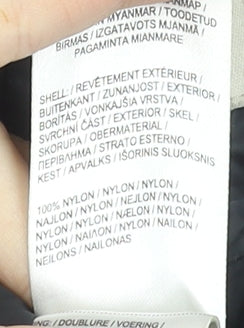 MYANMAR / TOODETUD
BIRMAS / IZGATAVOTS MJANMĀ /
PAGAMINTA MIANMARE
SHELL: / REVÊTEMENT EXTÉRIEUR /
BUITENKANT / ZUNANJOST / EXTERIOR /
BORÍTÁS / VONKAJŠIA VRSTVA /
SVRCHNÍ ČÁST / EXTERIOR / SKEL /
SKORUPA / OBERMATERIAL /
ΠΕΡΙΒΛΗΜΑ / STRATO ESTERNO /
KEST / APVALKS / IŠORINIS SLUOKSNIS
100% NYLON / NYLON / NYLON /
NAJLON / NYLON / NEJLON / NYLON /
NYLON / NYLON / NÆLON / NYLON /
NYLON / ΝΑΙΛΟΝ / NYLON / NAILON /
NEILONS / NAILONAS
/ DOUBLURE / VOERING /